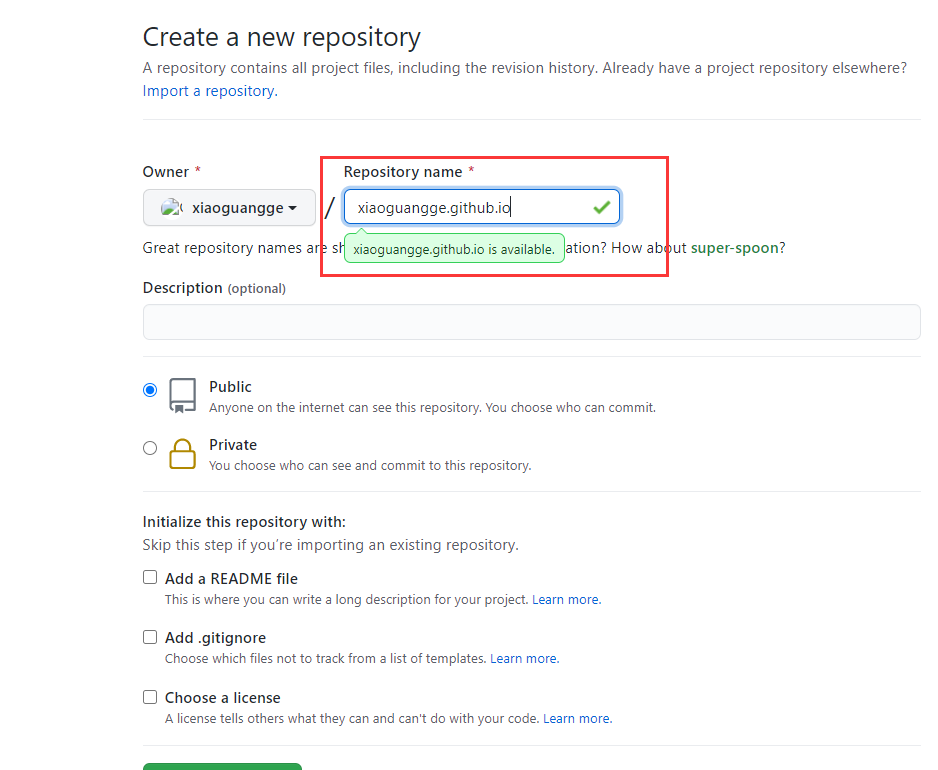 Create a new repository
A repository contains all project files, including the revision history. Already have a project repository elsewhere?
Import a repository.
Owner *
Repository name *
xiaoguangge
/
xiaoguangge.github.io
Great repository names are sh
ation? How about super-spoon?
xiaoguangge.github.io is available.
Description (optional)
Public
Anyone on the internet can see this repository. You choose who can commit.
Private
You choose who can see and commit to this repository.
Initialize this repository with:
Skip this step if you’re importing an existing repository.
Add a README file
This is where you can write a long description for your project. Learn more.
Add .gitignore
Choose which files not to track from a list of templates. Learn more.
Choose a license
A license tells others what they can and can't do with your code. Learn more.